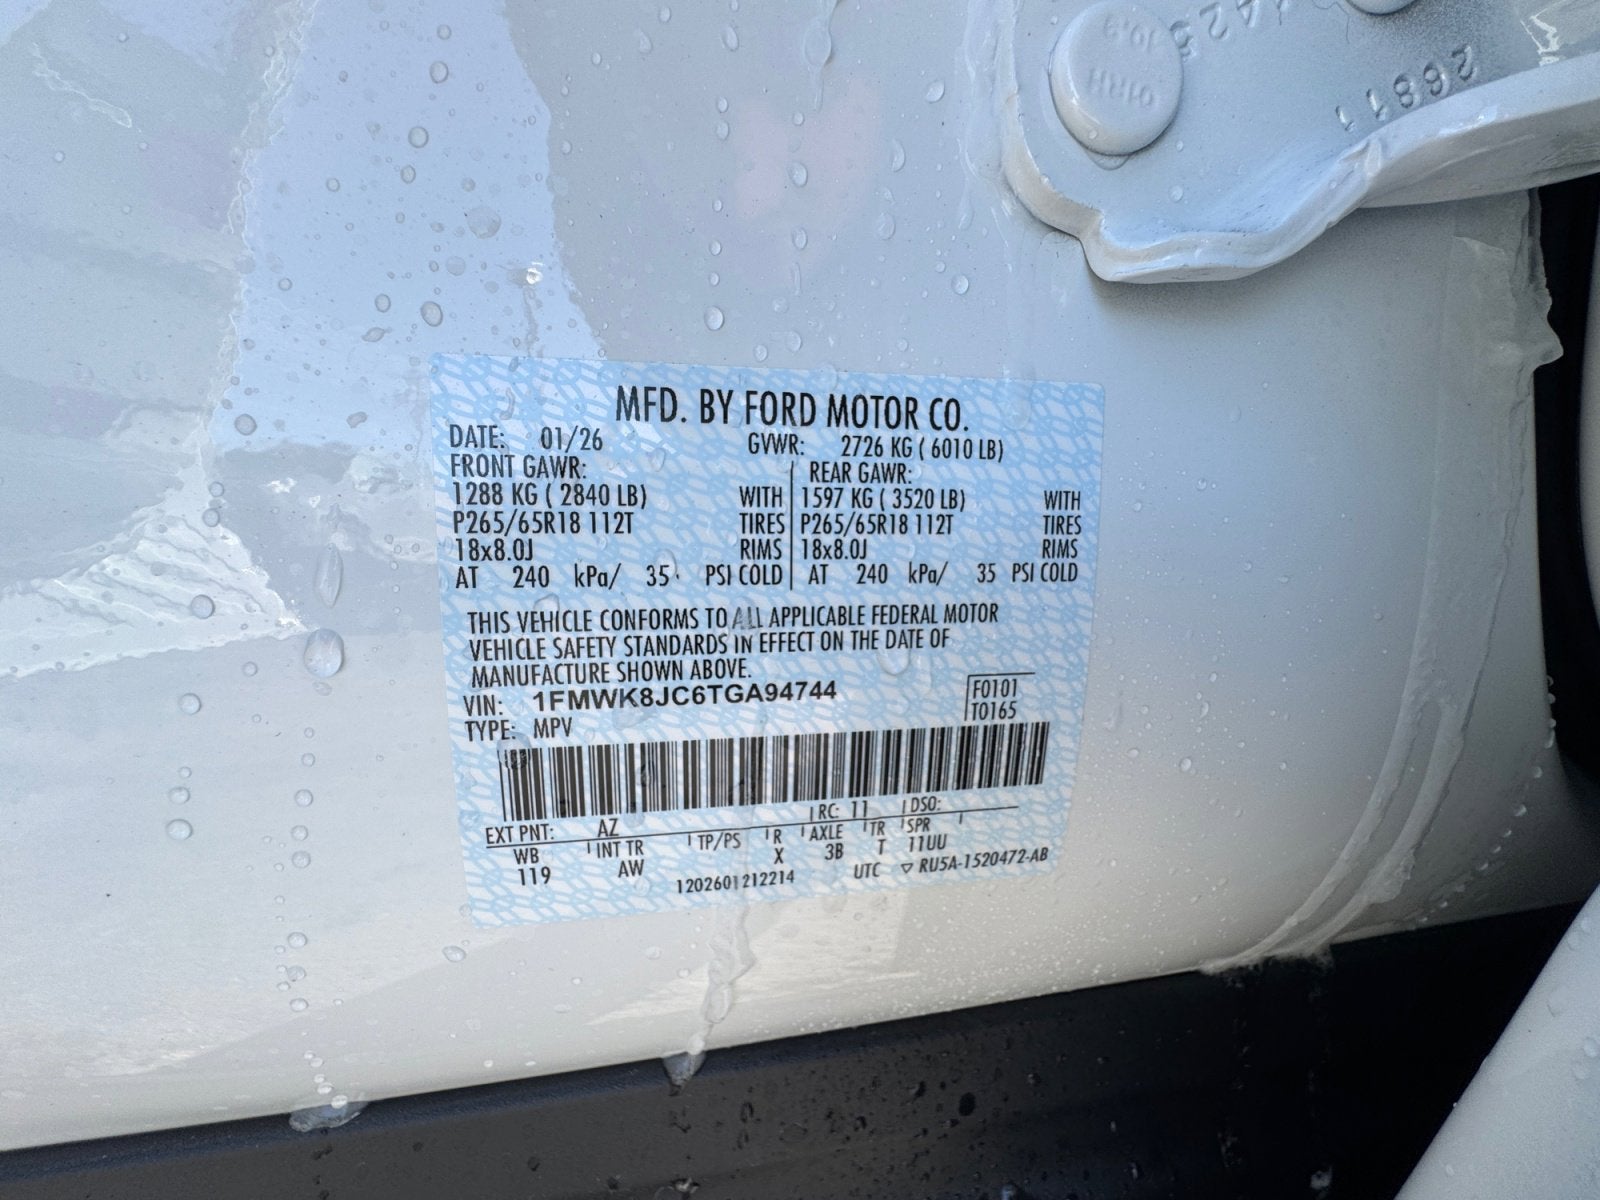 10.9
01RH
26811
MFD. BY FORD MOTOR CO.
DATE: 01/26 GVWR: 2726 KG ( 6010 LB)
FRONT GAWR: REAR GAWR:
1288 KG ( 2840 LB) WITH 1597 KG ( 3520 LB) WITH
P265/65R18 112T TIRES P265/65R18 112T TIRES
18x8.0J RIMS 18x8.0J RIMS
AT 240 kPa/ 35 PSI COLD AT 240 kPa/ 35 PSI COLD
THIS VEHICLE CONFORMS TO ALL APPLICABLE FEDERAL MOTOR
VEHICLE SAFETY STANDARDS IN EFFECT ON THE DATE OF
MANUFACTURE SHOWN ABOVE.
VIN: 1FMWK8JC6TGA94744 F0101
TYPE: MPV T0165
RC: 11 DSO:
EXT PNT: AZ
WB INT TR TP/PS R AXLE TR SPR
119 AW X 3B T 11UU
1202601212214 UTC ▽ RU5A-1520472-AB